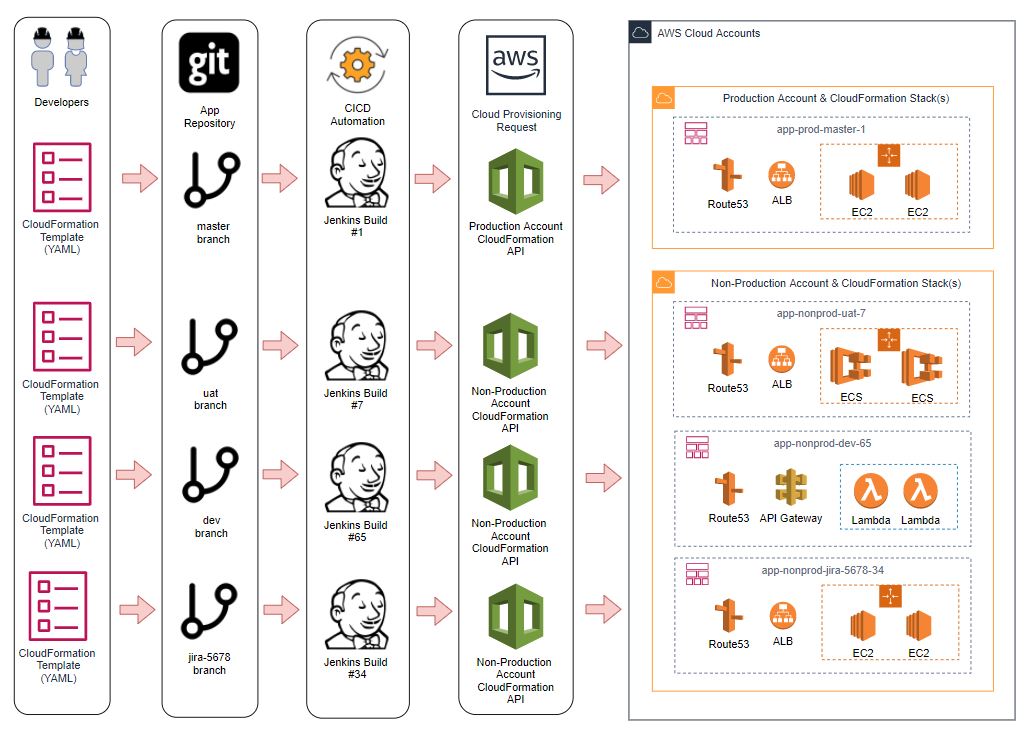 Developers
git
App
Repository
CICD
Automation
aws
Cloud Provisioning
Request
AWS Cloud Accounts
CloudFormation
Template
(YAML)
master
branch
Jenkins Build
#1
Production Account
CloudFormation
API
Production Account & CloudFormation Stack(s)
app-prod-master-1
Route53
ALB
EC2
EC2
CloudFormation
Template
(YAML)
uat
branch
Jenkins Build
#7
Non-Production
Account
CloudFormation
API
Non-Production Account & CloudFormation Stack(s)
app-nonprod-uat-7
Route53
ALB
ECS
ECS
CloudFormation
Template
(YAML)
dev
branch
Jenkins Build
#65
Non-Production
Account
CloudFormation
API
app-nonprod-dev-65
Route53
API Gateway
Lambda
Lambda
CloudFormation
Template
(YAML)
jira-5678
branch
Jenkins Build
#34
Non-Production
Account
CloudFormation
API
app-nonprod-jira-5678-34
Route53
ALB
EC2
EC2